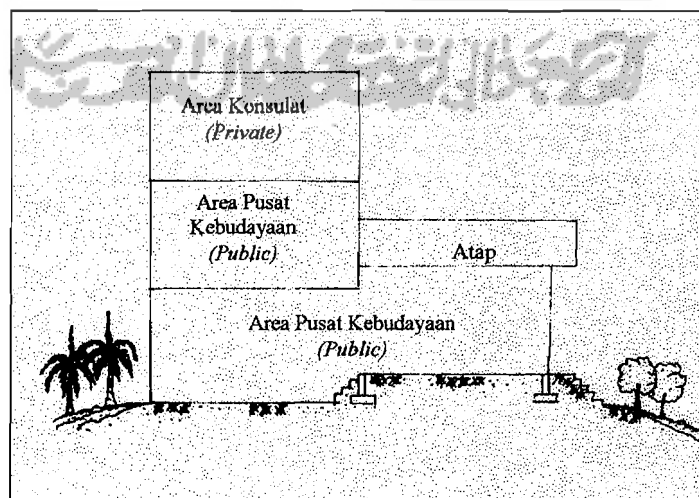 Area Konsulat
(Private)
Area Pusat
Kebudayaan
(Public)
Atap
Area Pusat Kebudayaan
(Public)